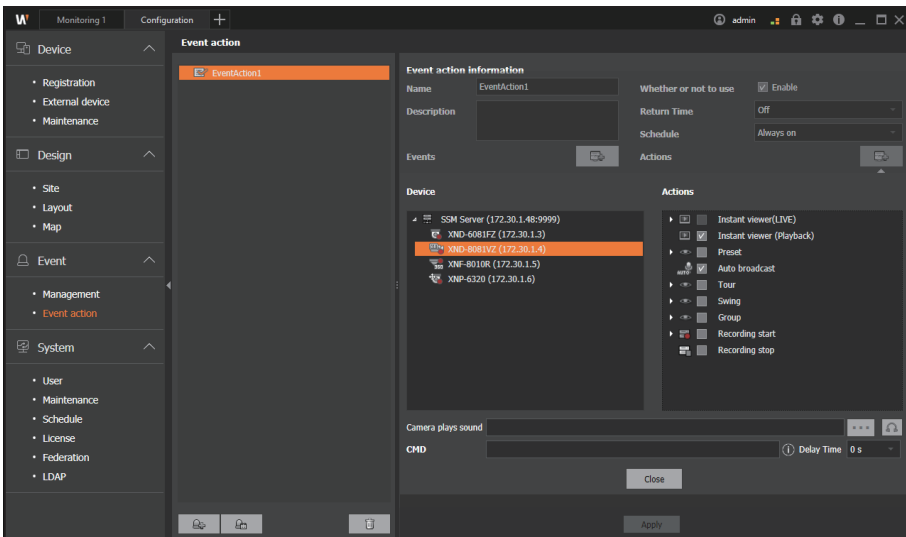 W Monitoring 1 Configuration admin
Device
Registration
External device
Maintenance
Design
Site
Layout
Map
Event
Management
Event action
System
User
Maintenance
Schedule
License
Federation
LDAP
Event action
EventAction1
Event action information
Name EventAction1 Whether or not to use Enable
Description Return Time Off
Schedule Always on
Events Actions
Device
SSM Server (172.30.1.48:9999)
XND-6081FZ (172.30.1.3)
XND-8081VZ (172.30.1.4)
XNF-8010R (172.30.1.5)
XNP-6320 (172.30.1.6)
Actions
Instant viewer(LIVE)
Instant viewer (Playback)
Preset
AUTO Auto broadcast
Tour
Swing
Group
Recording start
Recording stop
Camera plays sound
CMD Delay Time 0 s
Close
Apply